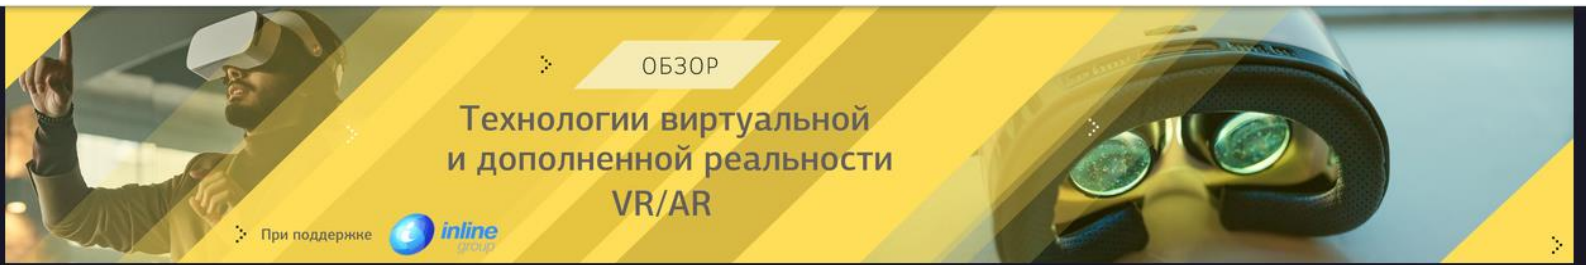 ОБЗОР
Технологии виртуальной
и дополненной реальности
VR/AR
При поддержке
inline
group